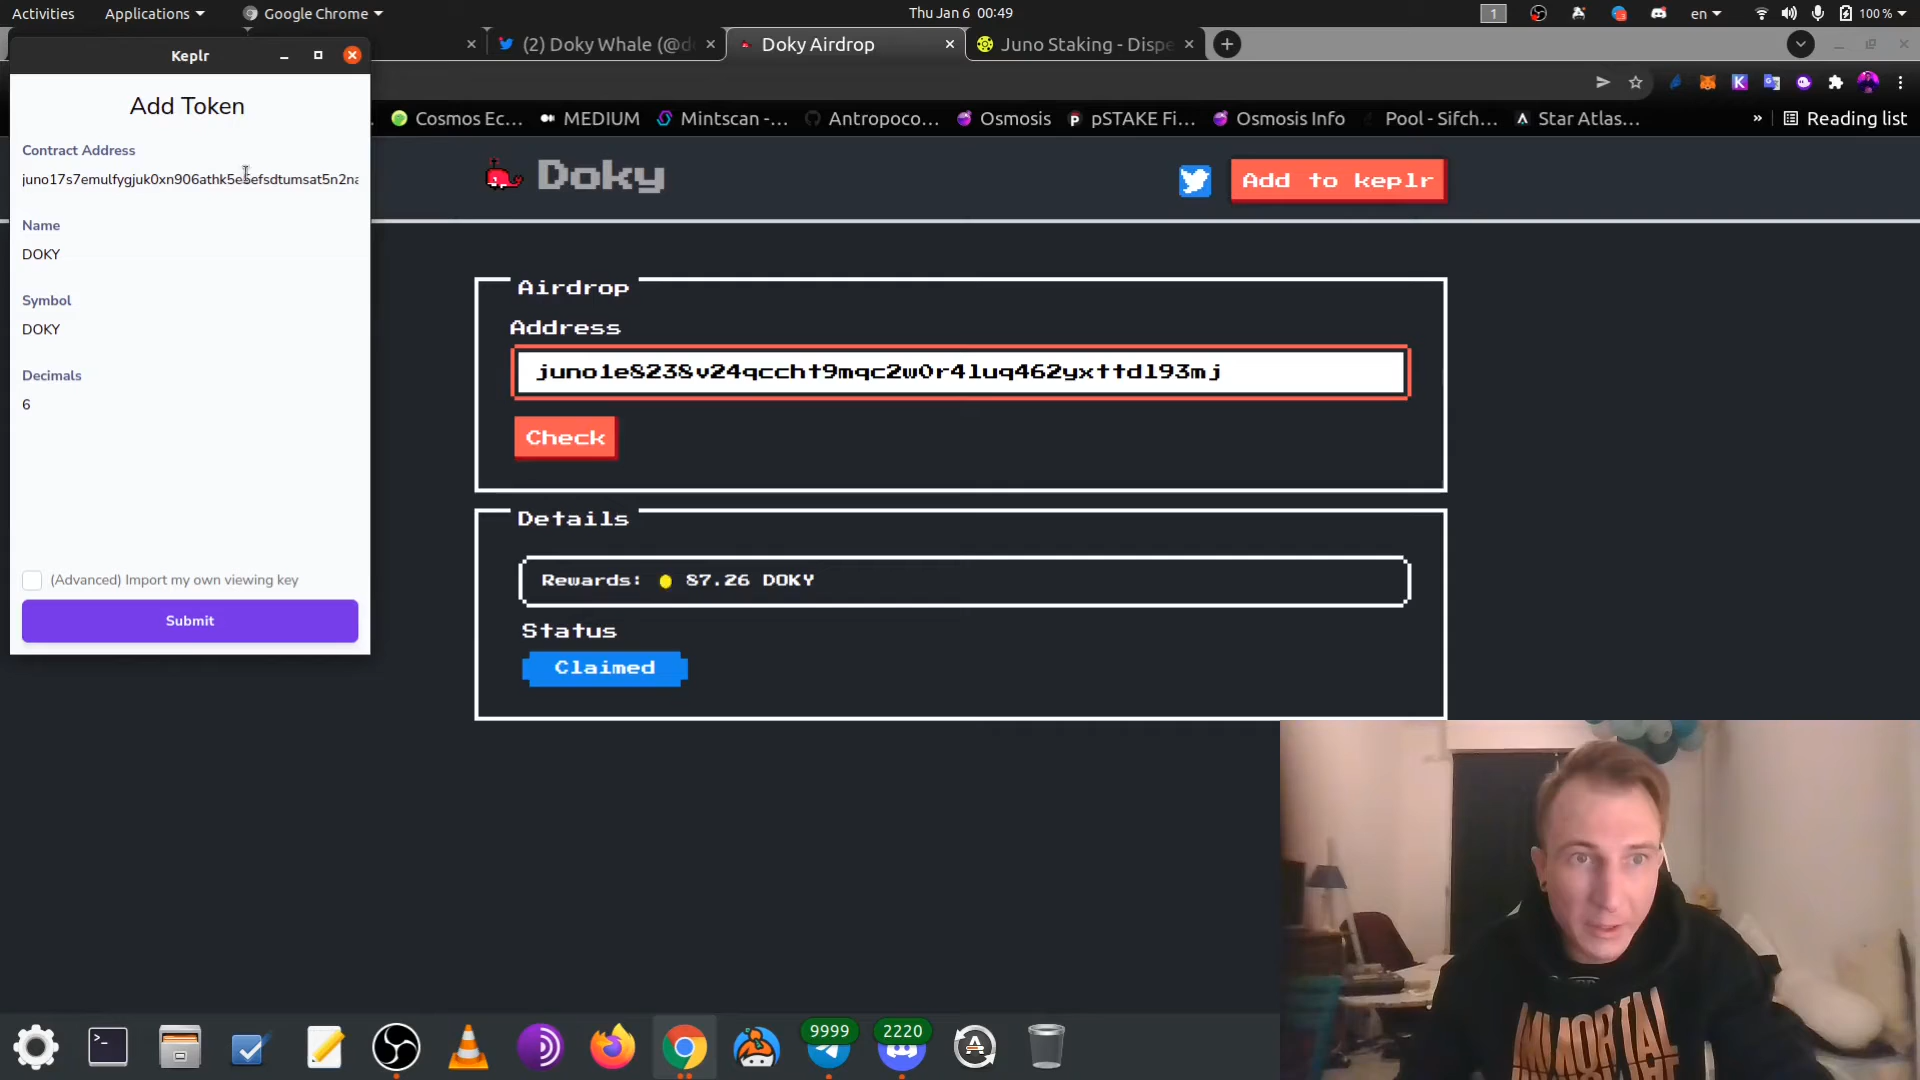 Activities Applications Google Chrome Thu Jan 6 00:49 1 en 100 %
Keplr
(2) Doky Whale (@d
Doky Airdrop
Juno Staking - Dispe
Cosmos Ec... MEDIUM Mintscan -... Antropoco... Osmosis pSTAKE Fi... Osmosis Info Pool - Sifch... Star Atlas... » Reading list
Add Token
Contract Address
Name
DOKY
Symbol
DOKY
Decimals
6
(Advanced) Import my own viewing key
Submit
Doky
Add to keplr
Airdrop
Address
juno1e8238v24qccht9mqc2w0r4luq462yxttdl93mj
Check
Details
Rewards: 87.26 DOKY
Status
Claimed
IMMORTAL
9999
2220